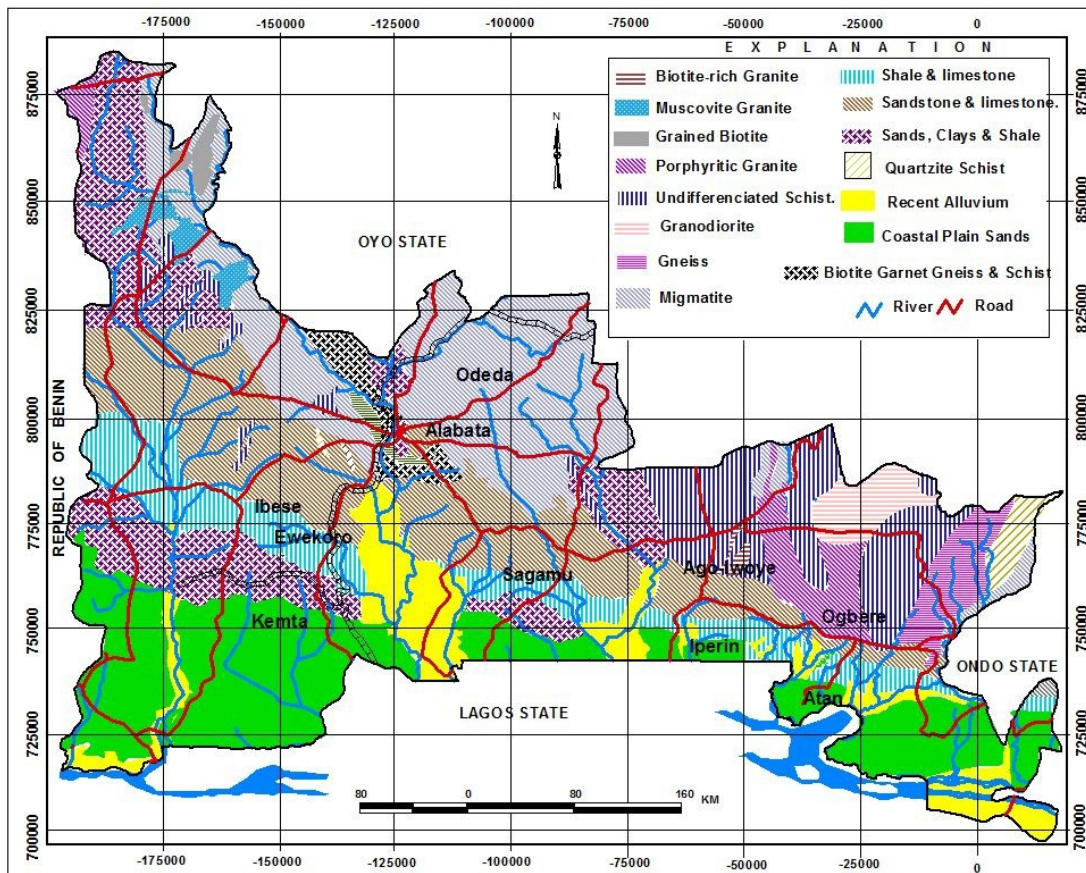 -175000 -150000 -125000 -100000 -75000 -50000 -25000 0
E X P L A N A T I O N
Biotite-rich Granite
Muscovite Granite
Grained Biotite
Porphyritic Granite
Undifferenciated Schist.
Granodiorite
Gneiss
Migmatite
Shale & limestone
Sandstone & limestone.
Sands, Clays & Shale
Quartzite Schist
Recent Alluvium
Coastal Plain Sands
Biotite Garnet Gneiss & Schist
River Road
N
875000 875000
850000 850000
825000 825000
800000 800000
775000 775000
750000 750000
725000 725000
700000 700000
OYO STATE
REPUBLIC OF BENIN
Odeda
Alabata
Ibese
Ewekoro
Sagamu
Ago-Iwoye
Kemta
Ogbere
Iperin
ONDO STATE
Atan
LAGOS STATE
80 0 80 160 KM
-175000 -150000 -125000 -100000 -75000 -50000 -25000 0